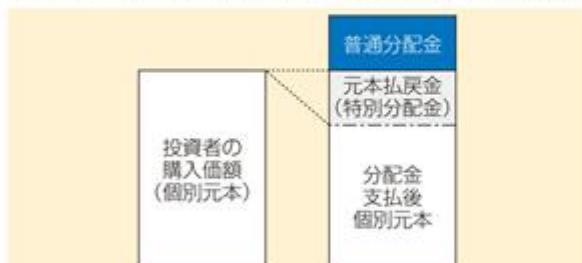 普通分配金
元本払戻金
(特別分配金)
投資者の
購入価額
(個別元本)
分配金
支払後
個別元本